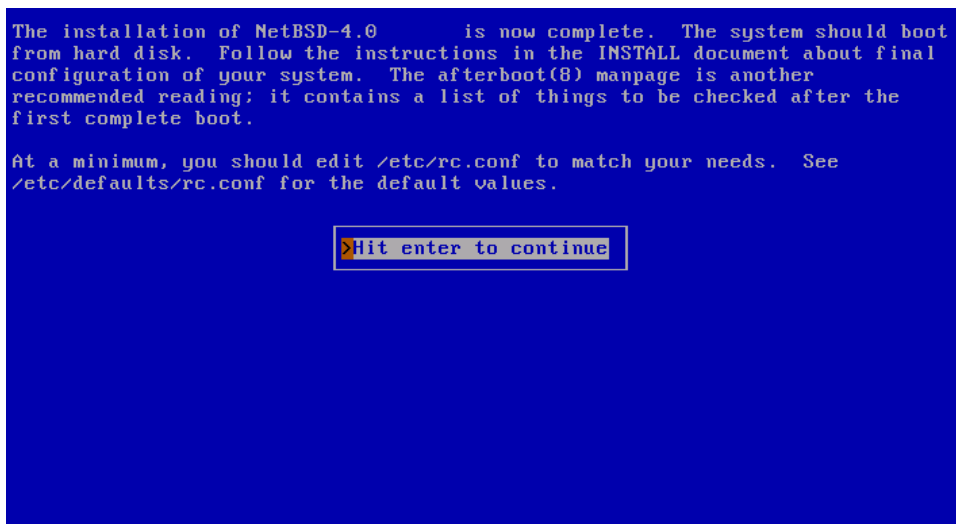 The installation of NetBSD-4.0       is now complete.  The system should boot
from hard disk.  Follow the instructions in the INSTALL document about final
configuration of your system.  The afterboot(8) manpage is another
recommended reading; it contains a list of things to be checked after the
first complete boot.
At a minimum, you should edit /etc/rc.conf to match your needs.  See
/etc/defaults/rc.conf for the default values.
>Hit enter to continue